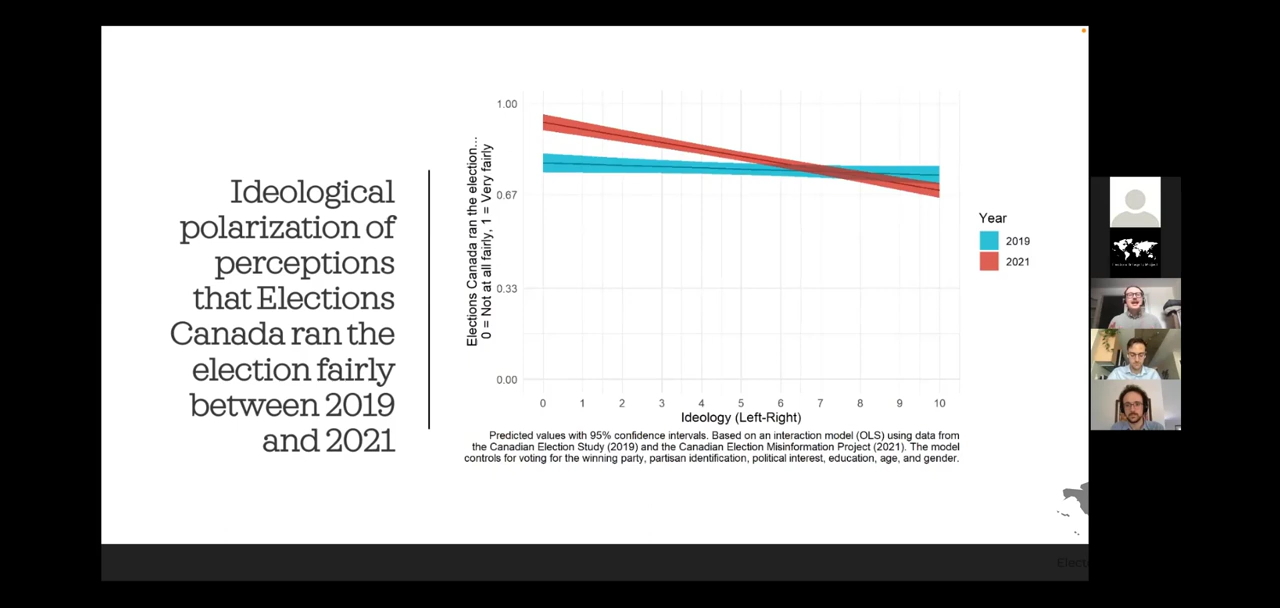 Ideological
polarization of
perceptions
that Elections
Canada ran the
election fairly
between 2019
and 2021
Elections Canada ran the election...
0 = Not at all fairly, 1 = Very fairly
1.00
0.67
0.33
0.00
0 1 2 3 4 5 6 7 8 9 10
Ideology (Left-Right)
Year
2019
2021
Predicted values with 95% confidence intervals. Based on an interaction model (OLS) using data from
the Canadian Election Study (2019) and the Canadian Election Misinformation Project (2021). The model
controls for voting for the winning party, partisan identification, political interest, education, age, and gender.